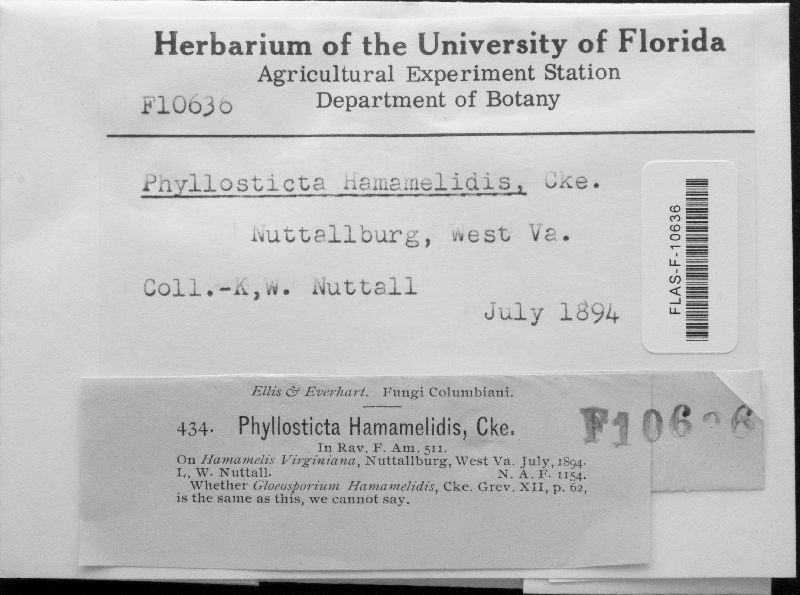 Herbarium of the University of Florida
Agricultural Experiment Station
Department of Botany
F10636
Phyllosticta Hamamelidis, Cke.
Nuttallburg, West Va.
Coll.-K,W. Nuttall
July 1894
FLAS-F-10636
Ellis & Everhart. Fungi Columbiani.
434. Phyllosticta Hamamelidis, Cke.
In Rav. F. Am. 511.
On Hamamelis Virginiana, Nuttallburg, West Va. July, 1894.
L, W. Nuttall. N. A. F. 1154.
Whether Gloeosporium Hamamelidis, Cke. Grev. XII, p. 62,
is the same as this, we cannot say.
F10636